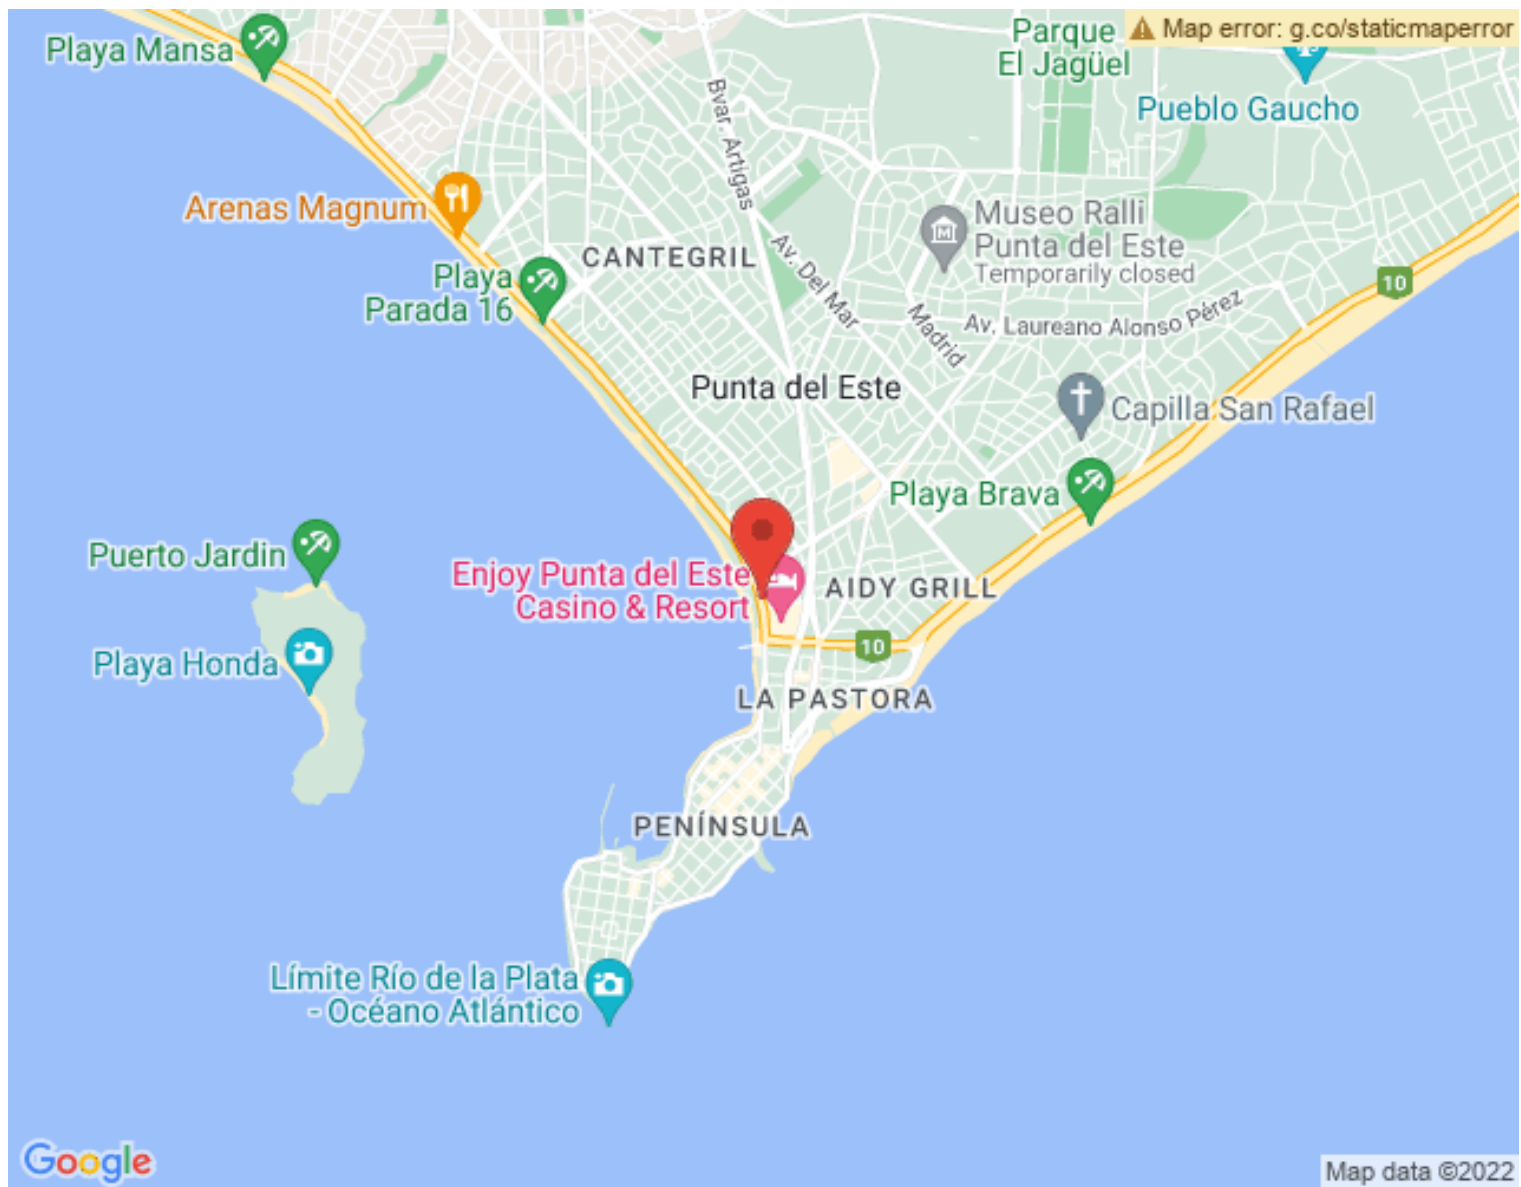 Playa Mansa
Parque
El Jagüel
Map error: g.co/staticmaperror
Pueblo Gaucho
Bvar. Artigas
Arenas Magnum
CANTEGRIL
Av. Del Mar
Museo Ralli
Punta del Este
Temporarily closed
Playa
Parada 16
10
Madrid
Av. Laureano Alonso Pérez
Punta del Este
Capilla San Rafael
Playa Brava
Puerto Jardin
Enjoy Punta del Este
Casino & Resort
AIDY GRILL
Playa Honda
10
LA PASTORA
PENÍNSULA
Límite Río de la Plata
- Océano Atlántico
Google
Map data ©2022